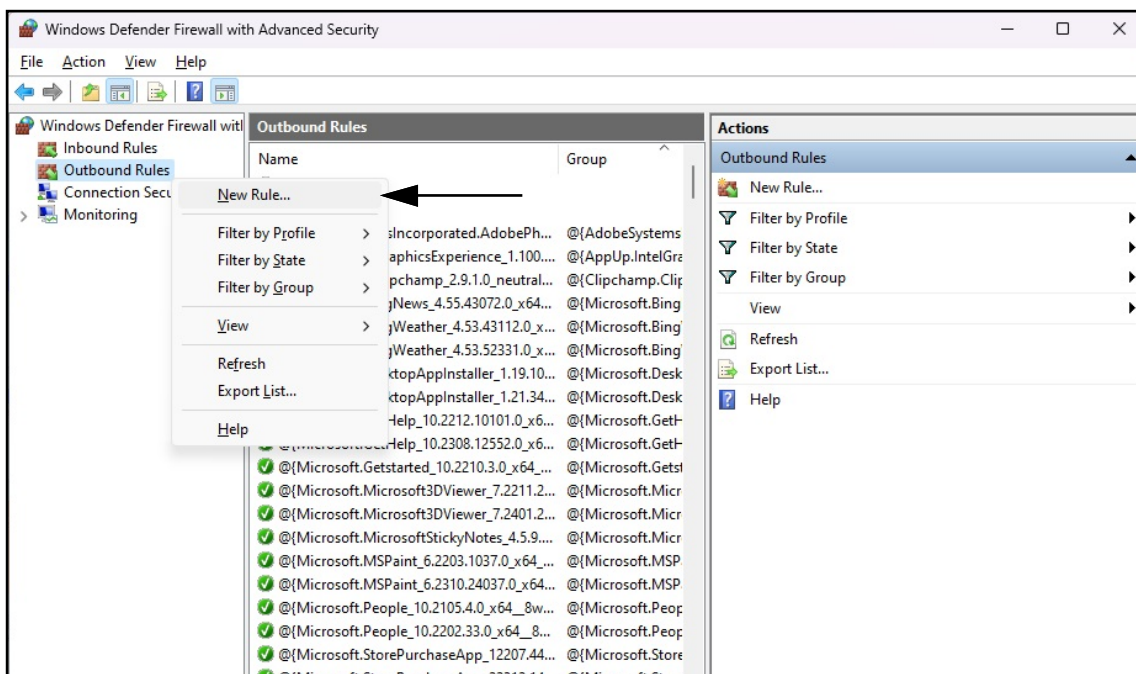 Windows Defender Firewall with Advanced Security
File Action View Help
Windows Defender Firewall with
Inbound Rules
Outbound Rules
Connection Secu
Monitoring
New Rule...
Filter by Profile
Filter by State
Filter by Group
View
Refresh
Export List...
Help
Outbound Rules
Name Group
sIncorporated.AdobePh... @{AdobeSystems
aphicsExperience_1.100.... @{AppUp.IntelGra
pchamp_2.9.1.0_neutral... @{Clipchamp.Clip
gNews_4.55.43072.0_x64... @{Microsoft.Bing
gWeather_4.53.43112.0_x... @{Microsoft.Bing
gWeather_4.53.52331.0_x... @{Microsoft.Bing
ktopAppInstaller_1.19.10... @{Microsoft.Desk
ktopAppInstaller_1.21.34... @{Microsoft.Desk
Help_10.2212.10101.0_x6... @{Microsoft.GetH
Help_10.2308.12552.0_x6... @{Microsoft.GetH
@{Microsoft.Getstarted_10.2210.3.0_x64_... @{Microsoft.Getst
@{Microsoft.Microsoft3DViewer_7.2211.2... @{Microsoft.Micr
@{Microsoft.Microsoft3DViewer_7.2401.2... @{Microsoft.Micr
@{Microsoft.MicrosoftStickyNotes_4.5.9.... @{Microsoft.Micr
@{Microsoft.MSPaint_6.2203.1037.0_x64_... @{Microsoft.MSP
@{Microsoft.MSPaint_6.2310.24037.0_x64... @{Microsoft.MSP
@{Microsoft.People_10.2105.4.0_x64__8w... @{Microsoft.Peop
@{Microsoft.People_10.2202.33.0_x64__8... @{Microsoft.Peop
@{Microsoft.StorePurchaseApp_12207.44... @{Microsoft.Store
Actions
Outbound Rules
New Rule...
Filter by Profile
Filter by State
Filter by Group
View
Refresh
Export List...
Help